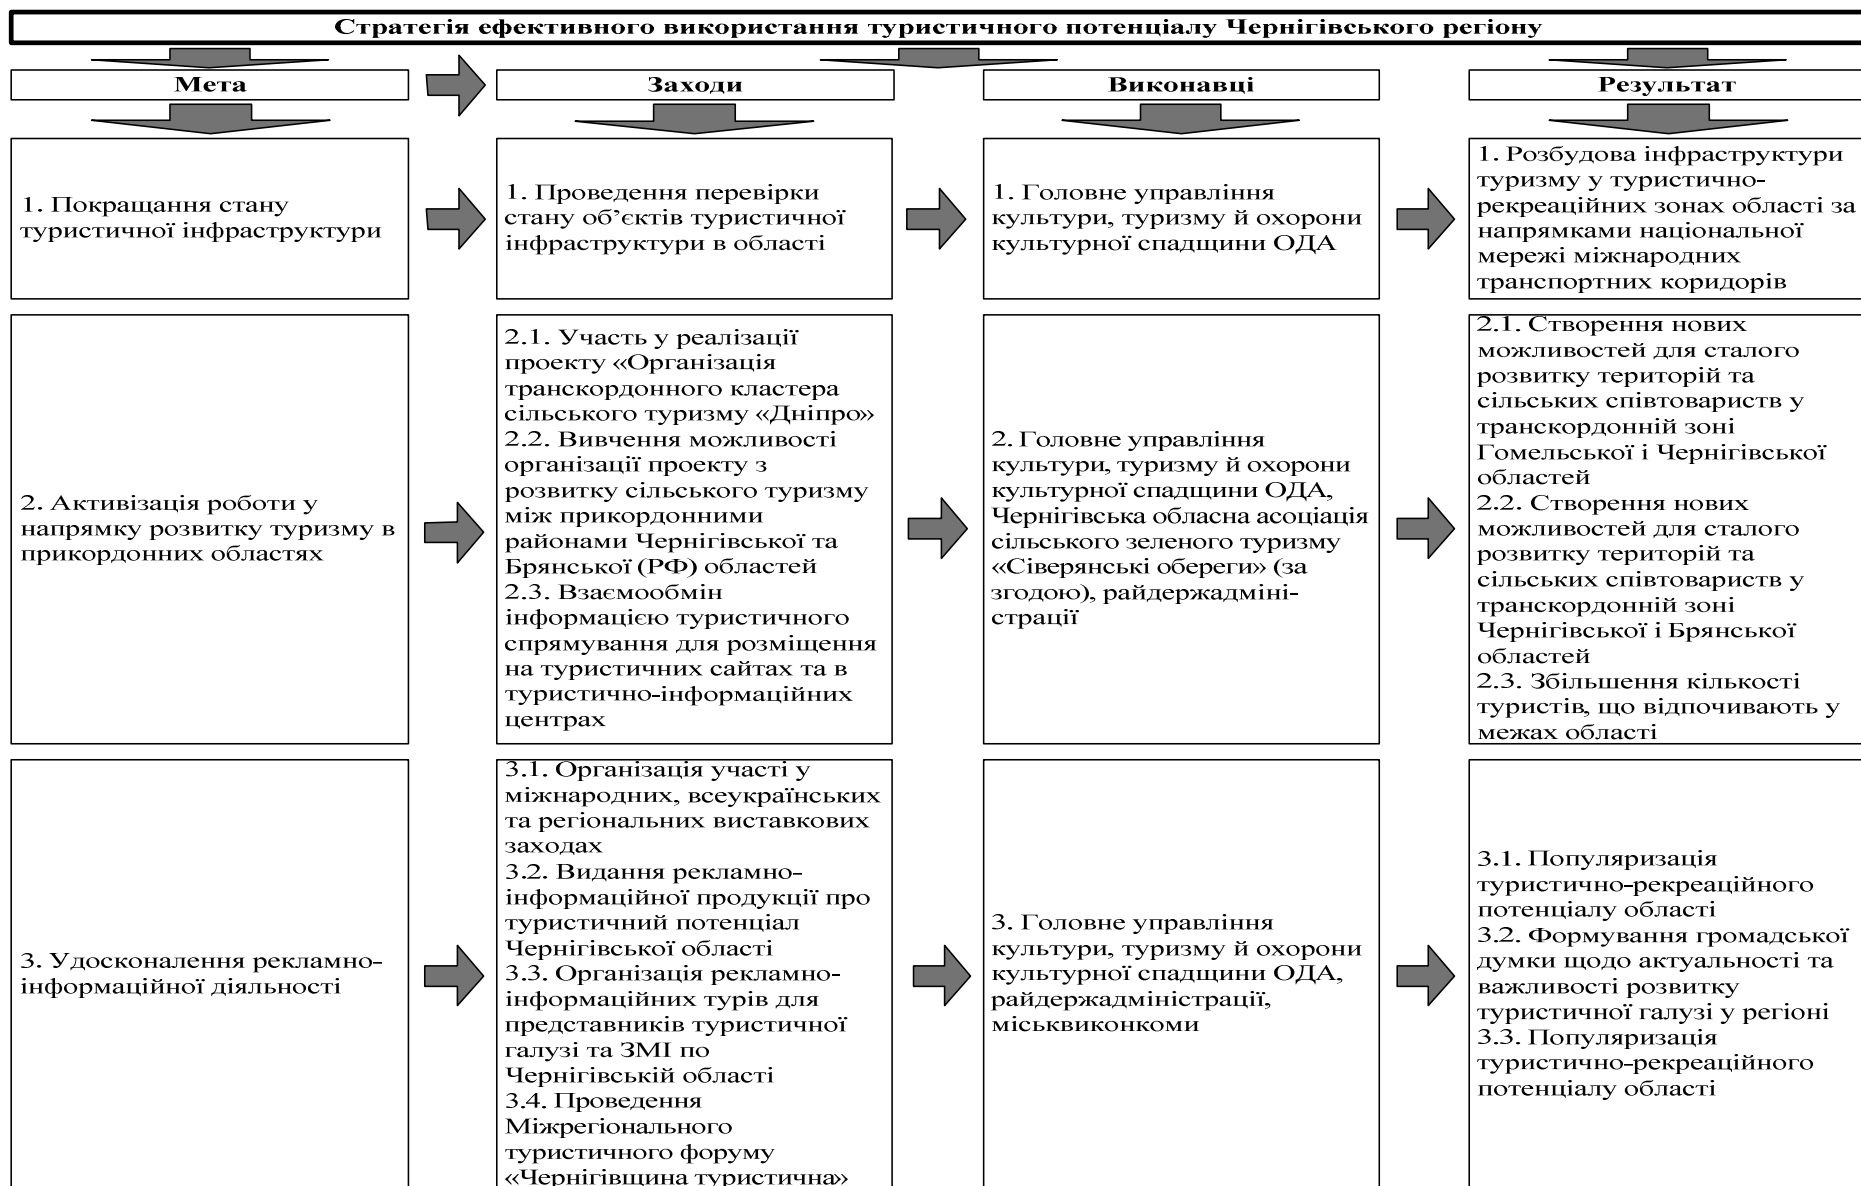 Стратегія ефективного використання туристичного потенціалу Чернігівського регіону
Мета
Заходи
Виконавці
Результат
1. Покращання стану
туристичної інфраструктури
1. Проведення перевірки
стану об’єктів туристичної
інфраструктури в області
1. Головне управління
культури, туризму й охорони
культурної спадщини ОДА
1. Розбудова інфраструктури
туризму у туристично-
рекреаційних зонах області за
напрямками національної
мережі міжнародних
транспортних коридорів
2. Активізація роботи у
напрямку розвитку туризму в
прикордонних областях
2.1. Участь у реалізації
проекту «Організація
транскордонного кластера
сільського туризму «Дніпро»
2.2. Вивчення можливості
організації проекту з
розвитку сільського туризму
між прикордонними
районами Чернігівської та
Брянської (РФ) областей
2.3. Взаємообмін
інформацією туристичного
спрямування для розміщення
на туристичних сайтах та в
туристично-інформаційних
центрах
2. Головне управління
культури, туризму й охорони
культурної спадщини ОДА,
Чернігівська обласна асоціація
сільського зеленого туризму
«Сіверянські обереги» (за
згодою), райдержадміні-
страції
2.1. Створення нових
можливостей для сталого
розвитку територій та
сільських співтовариств у
транскордонній зоні
Гомельської і Чернігівської
областей
2.2. Створення нових
можливостей для сталого
розвитку територій та
сільських співтовариств у
транскордонній зоні
Чернігівської і Брянської
областей
2.3. Збільшення кількості
туристів, що відпочивають у
межах області
3. Удосконалення рекламно-
інформаційної діяльності
3.1. Організація участі у
міжнародних, всеукраїнських
та регіональних виставкових
заходах
3.2. Видання рекламно-
інформаційної продукції про
туристичний потенціал
Чернігівської області
3.3. Організація рекламно-
інформаційних турів для
представників туристичної
галузі та ЗМІ по
Чернігівській області
3.4. Проведення
Міжрегіонального
туристичного форуму
«Чернігівщина туристична»
3. Головне управління
культури, туризму й охорони
культурної спадщини ОДА,
райдержадміністрації,
міськвиконкоми
3.1. Популяризація
туристично-рекреаційного
потенціалу області
3.2. Формування громадської
думки щодо актуальності та
важливості розвитку
туристичної галузі у регіоні
3.3. Популяризація
туристично-рекреаційного
потенціалу області